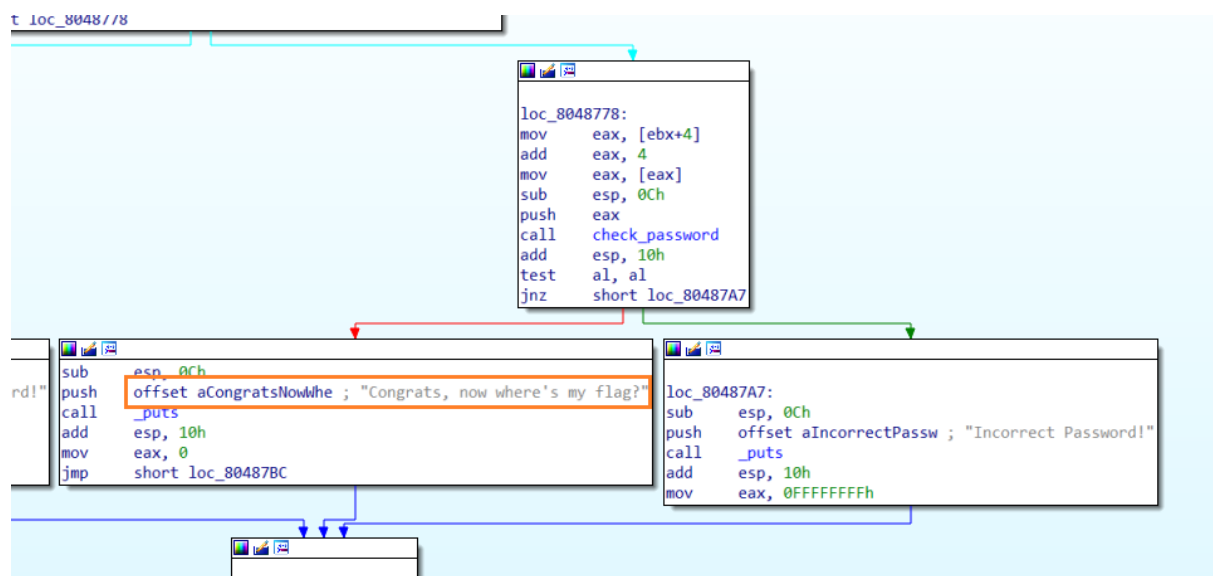 t loc_8048778
loc_8048778:
mov eax, [ebx+4]
add eax, 4
mov eax, [eax]
sub esp, 0Ch
push eax
call check_password
add esp, 10h
test al, al
jnz short loc_80487A7
rd!"
sub esp, 0Ch
push offset aCongratsNowWhe ; "Congrats, now where's my flag?"
call _puts
add esp, 10h
mov eax, 0
jmp short loc_80487BC
loc_80487A7:
sub esp, 0Ch
push offset aIncorrectPassw ; "Incorrect Password!"
call _puts
add esp, 10h
mov eax, 0FFFFFFFFh